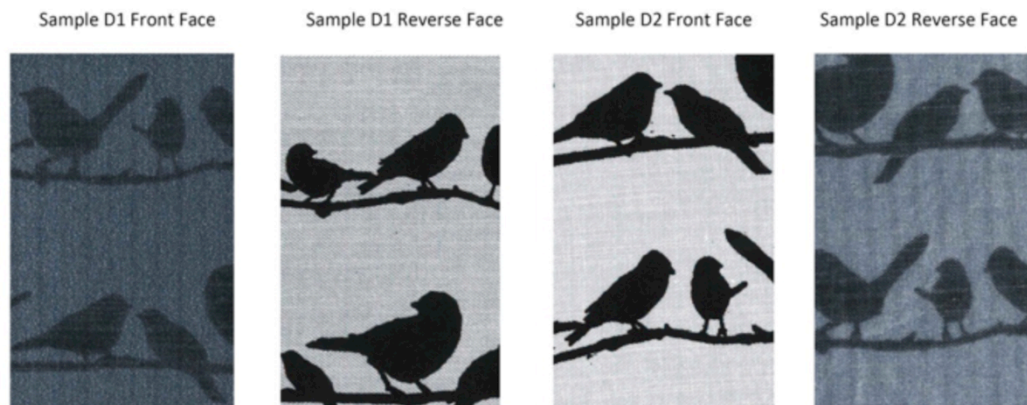 Sample D1 Front Face
Sample D1 Reverse Face
Sample D2 Front Face
Sample D2 Reverse Face